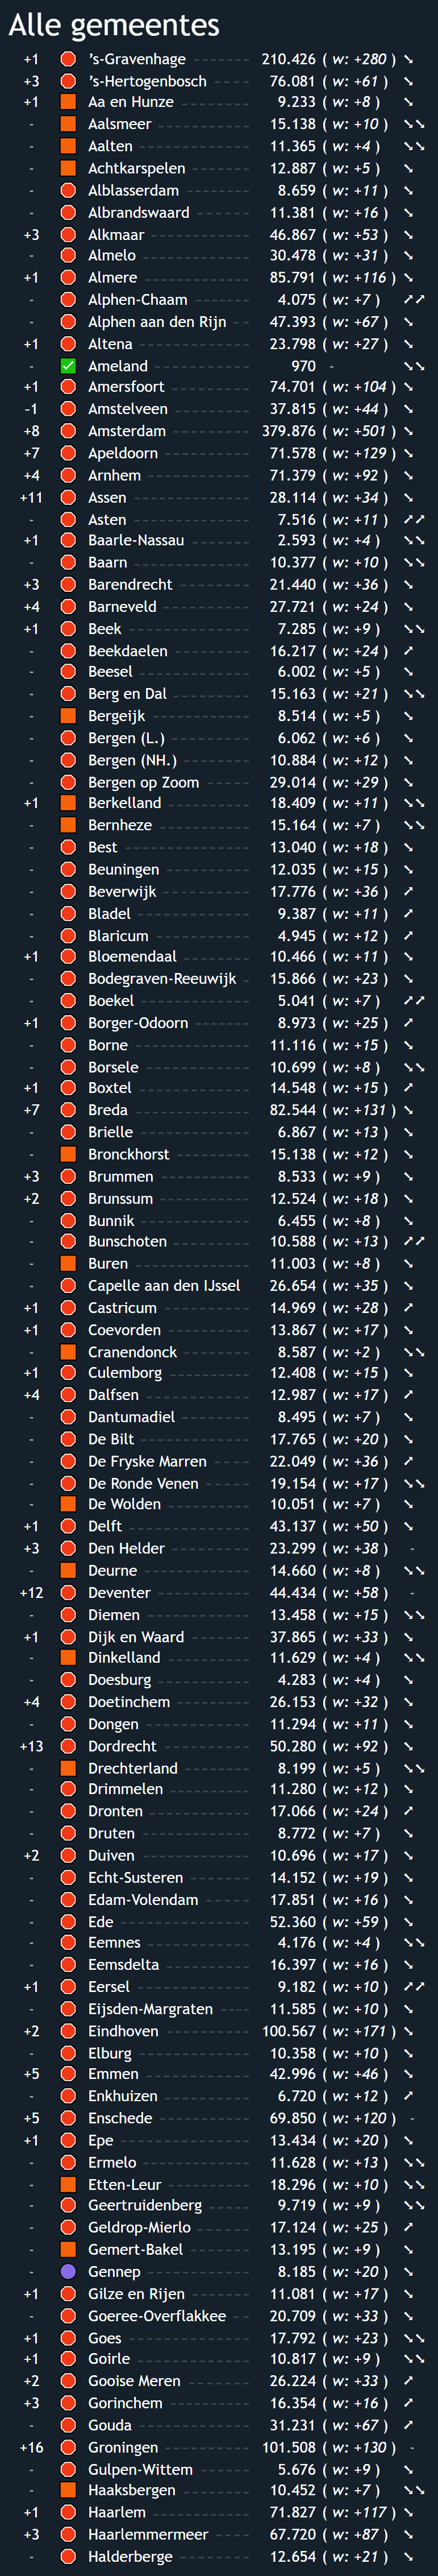 Alle gemeentes
+1 's-Gravenhage 210.426 ( w: +280 ) ➘
+3 's-Hertogenbosch 76.081 ( w: +61 ) ➘
+1 Aa en Hunze 9.233 ( w: +8 ) ➘
- Aalsmeer 15.138 ( w: +10 ) ➘➘
- Aalten 11.365 ( w: +4 ) ➘➘
- Achtkarspelen 12.887 ( w: +5 ) ➘
- Alblasserdam 8.659 ( w: +11 ) ➘
- Albrandswaard 11.381 ( w: +16 ) ➘
+3 Alkmaar 46.867 ( w: +53 ) ➘
- Almelo 30.478 ( w: +31 ) ➘
+1 Almere 85.791 ( w: +116 ) ➘
- Alphen-Chaam 4.075 ( w: +7 ) ➚➚
- Alphen aan den Rijn 47.393 ( w: +67 ) ➘
+1 Altena 23.798 ( w: +27 ) ➘
- Ameland 970 - ➘➘
+1 Amersfoort 74.701 ( w: +104 ) ➘
-1 Amstelveen 37.815 ( w: +44 ) ➘
+8 Amsterdam 379.876 ( w: +501 ) ➘
+7 Apeldoorn 71.578 ( w: +129 ) ➘
+4 Arnhem 71.379 ( w: +92 ) ➘
+11 Assen 28.114 ( w: +34 ) ➘
- Asten 7.516 ( w: +11 ) ➚➚
+1 Baarle-Nassau 2.593 ( w: +4 ) ➘➘
- Baarn 10.377 ( w: +10 ) ➘➘
+3 Barendrecht 21.440 ( w: +36 ) ➘
+4 Barneveld 27.721 ( w: +24 ) ➘
+1 Beek 7.285 ( w: +9 ) ➘➘
- Beekdaelen 16.217 ( w: +24 ) ➚
- Beesel 6.002 ( w: +5 ) ➘
- Berg en Dal 15.163 ( w: +21 ) ➘➘
- Bergeijk 8.514 ( w: +5 ) ➘
- Bergen (L.) 6.062 ( w: +6 ) ➘
- Bergen (NH.) 10.884 ( w: +12 ) ➘
- Bergen op Zoom 29.014 ( w: +29 ) ➘
+1 Berkelland 18.409 ( w: +11 ) ➘➘
- Bernheze 15.164 ( w: +7 ) ➘➘
- Best 13.040 ( w: +18 ) ➘
- Beuningen 12.035 ( w: +15 ) ➘
- Beverwijk 17.776 ( w: +36 ) ➚
- Bladel 9.387 ( w: +11 ) ➚
- Blaricum 4.945 ( w: +12 ) ➚
+1 Bloemendaal 10.466 ( w: +11 ) ➘
- Bodegraven-Reeuwijk 15.866 ( w: +23 ) ➘
- Boekel 5.041 ( w: +7 ) ➚➚
+1 Borger-Odoorn 8.973 ( w: +25 ) ➚
- Borne 11.116 ( w: +15 ) ➘
- Borsele 10.699 ( w: +8 ) ➘➘
+1 Boxtel 14.548 ( w: +15 ) ➚
+7 Breda 82.544 ( w: +131 ) ➘
- Brielle 6.867 ( w: +13 ) ➘
- Bronckhorst 15.138 ( w: +12 ) ➘
+3 Brummen 8.533 ( w: +9 ) ➘
+2 Brunssum 12.524 ( w: +18 ) ➘
- Bunnik 6.455 ( w: +8 ) ➘
- Bunschoten 10.588 ( w: +13 ) ➚➚
- Buren 11.003 ( w: +8 ) ➘
- Capelle aan den IJssel 26.654 ( w: +35 ) ➘
+1 Castricum 14.969 ( w: +28 ) ➚
+1 Coevorden 13.867 ( w: +17 ) ➘
- Cranendonck 8.587 ( w: +2 ) ➘➘
+1 Culemborg 12.408 ( w: +15 ) ➘
+4 Dalfsen 12.987 ( w: +17 ) ➚
- Dantumadiel 8.495 ( w: +7 ) ➘
- De Bilt 17.765 ( w: +20 ) ➘
- De Fryske Marren 22.049 ( w: +36 ) ➚
- De Ronde Venen 19.154 ( w: +17 ) ➘➘
- De Wolden 10.051 ( w: +7 ) ➘
+1 Delft 43.137 ( w: +50 ) ➘
+3 Den Helder 23.299 ( w: +38 ) -
- Deurne 14.660 ( w: +8 ) ➘➘
+12 Deventer 44.434 ( w: +58 ) -
- Diemen 13.458 ( w: +15 ) ➘➘
+1 Dijk en Waard 37.865 ( w: +33 ) ➘
- Dinkelland 11.629 ( w: +4 ) ➘➘
- Doesburg 4.283 ( w: +4 ) ➘
+4 Doetinchem 26.153 ( w: +32 ) ➘
- Dongen 11.294 ( w: +11 ) ➘
+13 Dordrecht 50.280 ( w: +92 ) ➘
- Drechterland 8.199 ( w: +5 ) ➘➘
- Drimmelen 11.280 ( w: +12 ) ➘
- Dronten 17.066 ( w: +24 ) ➚
- Druten 8.772 ( w: +7 ) ➘
+2 Duiven 10.696 ( w: +17 ) ➘
- Echt-Susteren 14.152 ( w: +19 ) ➘
- Edam-Volendam 17.851 ( w: +16 ) ➘
- Ede 52.360 ( w: +59 ) ➘
- Eemnes 4.176 ( w: +4 ) ➘➘
- Eemsdelta 16.397 ( w: +16 ) ➘
+1 Eersel 9.182 ( w: +10 ) ➚➚
- Eijsden-Margraten 11.585 ( w: +10 ) ➘
+2 Eindhoven 100.567 ( w: +171 ) ➘
- Elburg 10.358 ( w: +10 ) ➘
+5 Emmen 42.996 ( w: +46 ) ➘
- Enkhuizen 6.720 ( w: +12 ) ➚
+5 Enschede 69.850 ( w: +120 ) -
+1 Epe 13.434 ( w: +20 ) ➘
- Ermelo 11.628 ( w: +13 ) ➘➘
- Etten-Leur 18.296 ( w: +10 ) ➘➘
- Geertruidenberg 9.719 ( w: +9 ) ➘➘
- Geldrop-Mierlo 17.124 ( w: +25 ) ➚
- Gemert-Bakel 13.195 ( w: +9 ) ➘
- Gennep 8.185 ( w: +20 ) ➘
+1 Gilze en Rijen 11.081 ( w: +17 ) ➘
- Goeree-Overflakkee 20.709 ( w: +33 ) ➘
+1 Goes 17.792 ( w: +23 ) ➘➘
+1 Goirle 10.817 ( w: +9 ) ➘➘
+2 Gooise Meren 26.224 ( w: +33 ) ➚
+3 Gorinchem 16.354 ( w: +16 ) ➚
- Gouda 31.231 ( w: +67 ) ➚
+16 Groningen 101.508 ( w: +130 ) -
- Gulpen-Wittem 5.676 ( w: +9 ) ➘
- Haaksbergen 10.452 ( w: +7 ) ➘➘
+1 Haarlem 71.827 ( w: +117 ) ➘
+3 Haarlemmermeer 67.720 ( w: +87 ) ➘
- Halderberge 12.654 ( w: +21 ) ➘